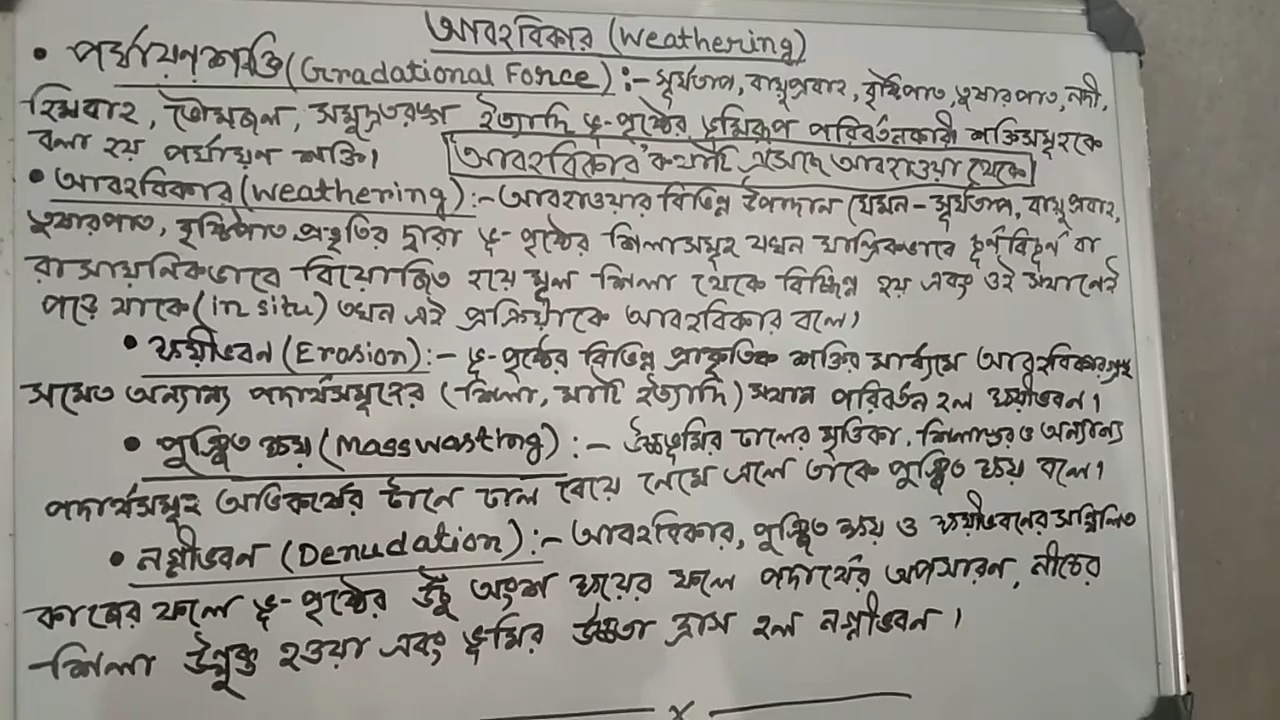 আবহবিকার (Weathering)
• পর্যায়ণ শক্তি (Gradational Force) :- সূর্যতাপ, বায়ুপ্রবাহ, বৃষ্টিপাত, তুষারপাত, নদী,
হিমবাহ, ভৌমজল, সমুদ্রতরঙ্গ ইত্যাদি ভূ-পৃষ্ঠের ভূমিরূপ পরিবর্তনকারী শক্তিসমূহকে
বলা হয় পর্যায়ণ শক্তি। 'আবহবিকার' কথাটি এসেছে আবহাওয়া থেকে
• আবহবিকার (Weathering) :- আবহাওয়ার বিভিন্ন উপাদান যেমন - সূর্যতাপ, বায়ুপ্রবাহ,
তুষারপাত, বৃষ্টিপাত প্রভৃতির দ্বারা ভূ-পৃষ্ঠের শিলাসমূহ যখন যান্ত্রিকভাবে চূর্ণবিচূর্ণ বা
রাসায়নিকভাবে বিয়োজিত হয়ে মূল শিলা থেকে বিচ্ছিন্ন হয় এবং ওই স্থানেই
পড়ে থাকে (in situ) তখন এই প্রক্রিয়াকে আবহবিকার বলে।
• ক্ষয়ীভবন (Erosion) :- ভূ-পৃষ্ঠের বিভিন্ন প্রাকৃতিক শক্তির মাধ্যমে
সমেত অন্যান্য পদার্থসমূহের (শিলা, মাটি ইত্যাদি) স্থান পরিবর্তন হল ক্ষয়ীভবন।
• পুঞ্জিত ক্ষয় (Mass wasting) :- উচ্চভূমির ঢালের মৃত্তিকা, শিলাস্তর ও অন্যান্য
পদার্থসমূহ অভিকর্ষের টানে ঢাল বেয়ে নেমে এলে তাকে পুঞ্জিত ক্ষয় বলে।
• নগ্নীভবন (Denudation) :- আবহবিকার, পুঞ্জিত ক্ষয় ও ক্ষয়ীভবনের সম্মিলিত
কাজের ফলে ভূ-পৃষ্ঠের উঁচু অংশ ক্ষয়ের ফলে পদার্থের অপসারন, নীচের
শিলা উন্মুক্ত হওয়া এবং ভূমির উচ্চতা হ্রাস হল নগ্নীভবন।
x